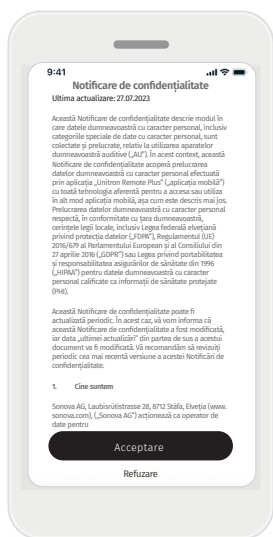 9:41
Notificare de confidențialitate
Ultima actualizare: 27.07.2023
Această Notificare de confidențialitate descrie modul în
care datele dumneavoastră cu caracter personal, inclusiv
categoriile speciale de date cu caracter personal, sunt
colectate și prelucrate, relativ la utilizarea aparatelor
dumneavoastră auditive („AU”). În acest context, această
Notificare de confidențialitate acoperă prelucrarea
datelor dumneavoastră cu caracter personal efectuată
prin aplicația „Unitron Remote Plus” („aplicația mobilă”)
cu toată tehnologia aferentă pentru a accesa sau utiliza
în alt mod aplicația mobilă, așa cum este descris mai jos.
Prelucrarea datelor dumneavoastră cu caracter personal
respectă, în conformitate cu țara dumneavoastră,
cerințele legii locale, inclusiv Legea federală elvețiană
privind protecția datelor („FDPA”), Regulamentul (UE)
2016/679 al Parlamentului European și al Consiliului din
27 aprilie 2016 („GDPR”) sau Legea privind portabilitatea
și responsabilitatea asigurărilor de sănătate din 1996
(„HIPAA”) pentru datele dumneavoastră cu caracter
personal calificate ca informații de sănătate protejate
(PHI).
Această Notificare de confidențialitate poate fi
actualizată periodic. În acest caz, vă vom informa că
această Notificare de confidențialitate a fost modificată,
iar data „ultimei actualizări” din partea de sus a acestui
document va fi modificată. Vă recomandăm să revizuiți
periodic cea mai recentă versiune a acestei Notificări de
confidențialitate.
1. Cine suntem
Sonova AG, Laubisrütistrasse 28, 8712 Stäfa, Elveția (www.
sonova.com), („Sonova AG”) acționează ca operator de
date pentru
Acceptare
Refuzare